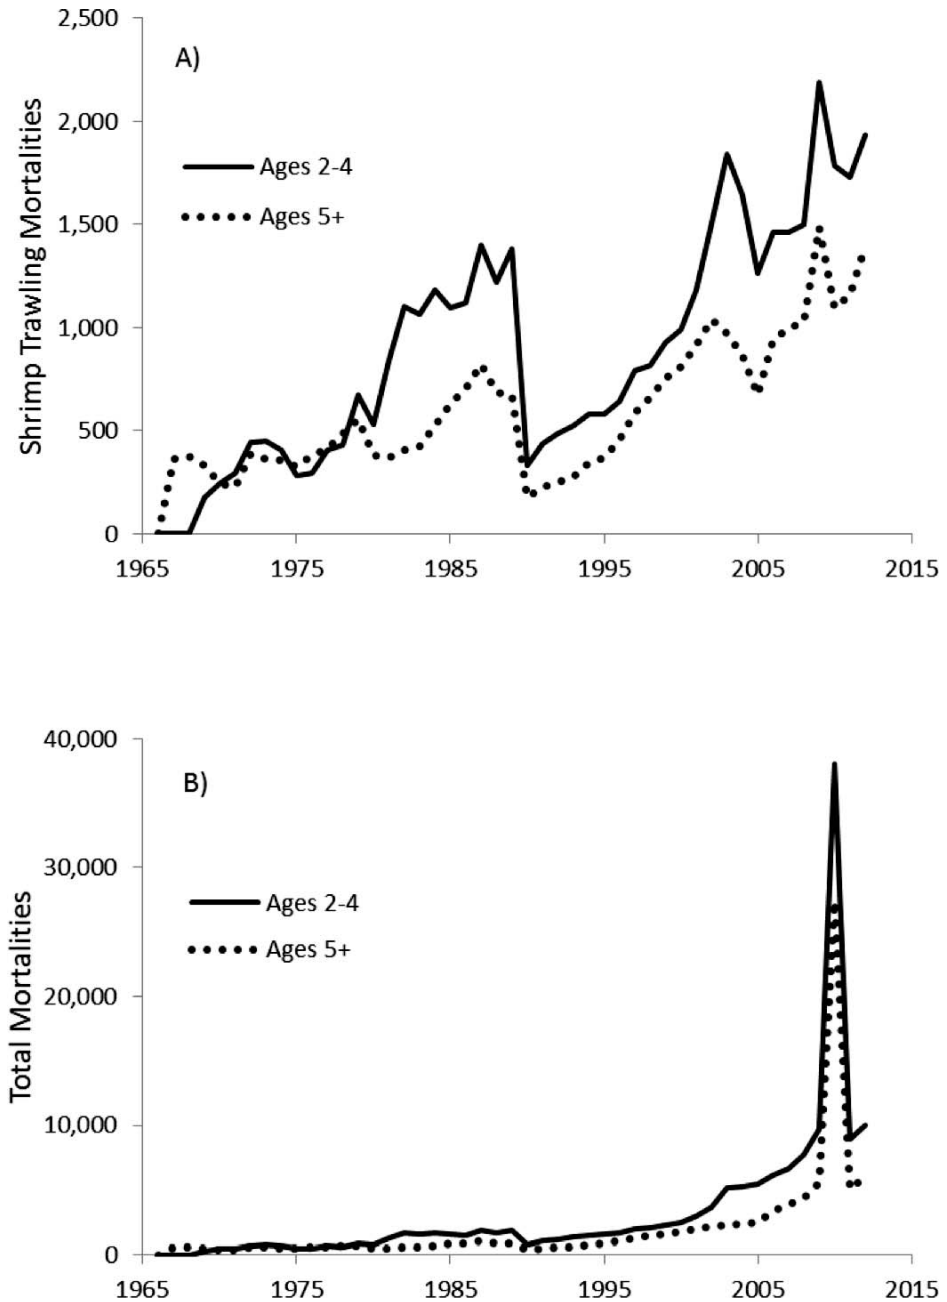 2,500
A)
2,000
Ages 2-4
Ages 5+
1,500
1,000
500
0
Shrimp Trawling Mortalities
1965 1975 1985 1995 2005 2015
40,000
B)
30,000
Ages 2-4
Ages 5+
20,000
10,000
0
Total Mortalities
1965 1975 1985 1995 2005 2015